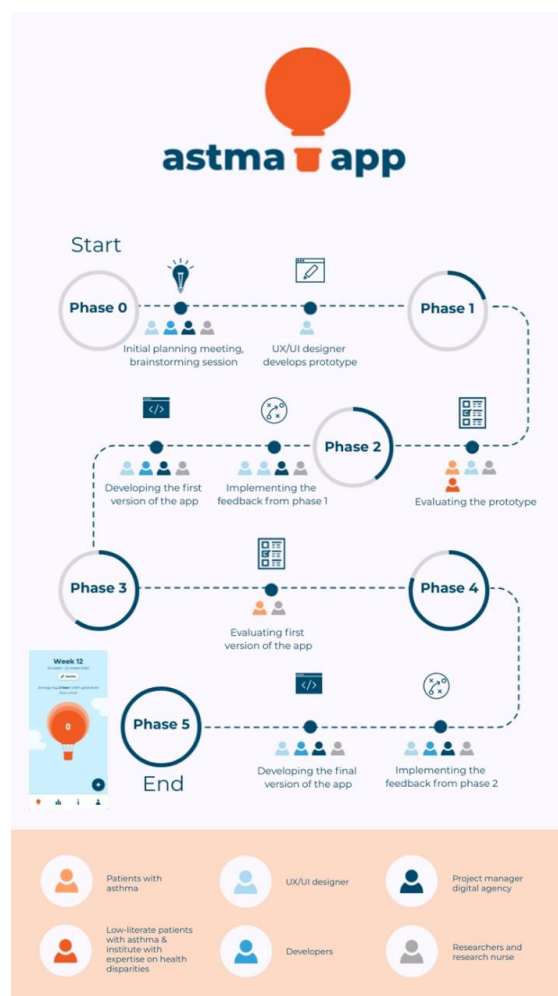 astma app
Start
Phase 0
Initial planning meeting,
brainstorming session
UX/UI designer
develops prototype
Phase 1
Developing the first
version of the app
Implementing the
feedback from phase 1
Phase 2
Evaluating the prototype
Phase 3
Evaluating first
version of the app
Phase 4
Week 12
0
Phase 5
End
Developing the final
version of the app
Implementing the
feedback from phase 2
Patients with
asthma
UX/UI designer
Project manager
digital agency
Low-literate patients
with asthma &
institute with
expertise on health
disparities
Developers
Researchers and
research nurse